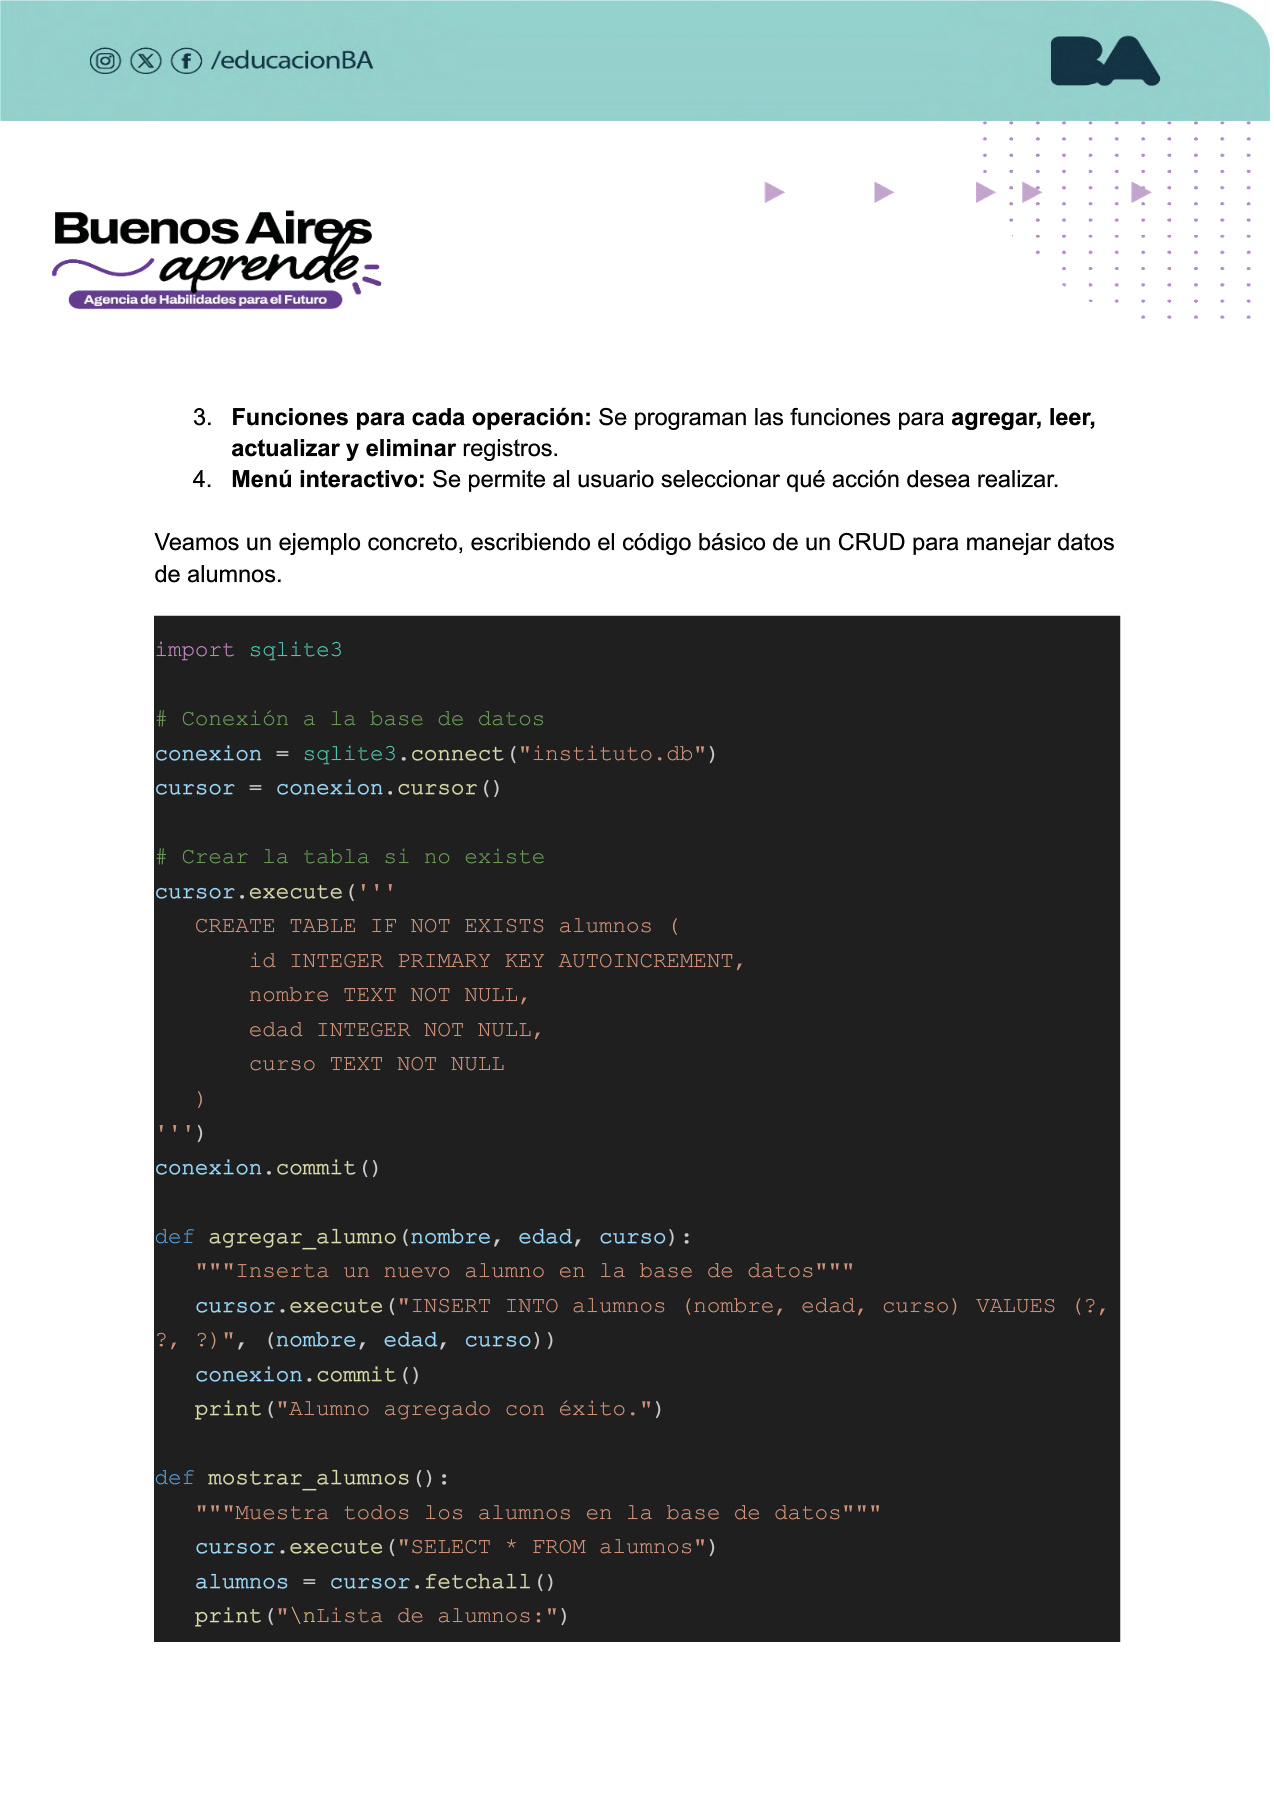 /educacionBA
BA
Buenos Aires
aprende
Agencia de Habilidades para el Futuro
3. Funciones para cada operación: Se programan las funciones para agregar, leer,
actualizar y eliminar registros.
4. Menú interactivo: Se permite al usuario seleccionar qué acción desea realizar.
Veamos un ejemplo concreto, escribiendo el código básico de un CRUD para manejar datos
de alumnos.
import sqlite3
# Conexión a la base de datos
conexion = sqlite3.connect("instituto.db")
cursor = conexion.cursor()
# Crear la tabla si no existe
cursor.execute('''
   CREATE TABLE IF NOT EXISTS alumnos (
       id INTEGER PRIMARY KEY AUTOINCREMENT,
       nombre TEXT NOT NULL,
       edad INTEGER NOT NULL,
       curso TEXT NOT NULL
   )
''')
conexion.commit()
def agregar_alumno(nombre, edad, curso):
   """Inserta un nuevo alumno en la base de datos"""
   cursor.execute("INSERT INTO alumnos (nombre, edad, curso) VALUES (?,
?, ?)", (nombre, edad, curso))
   conexion.commit()
   print("Alumno agregado con éxito.")
def mostrar_alumnos():
   """Muestra todos los alumnos en la base de datos"""
   cursor.execute("SELECT * FROM alumnos")
   alumnos = cursor.fetchall()
   print("\nLista de alumnos:")